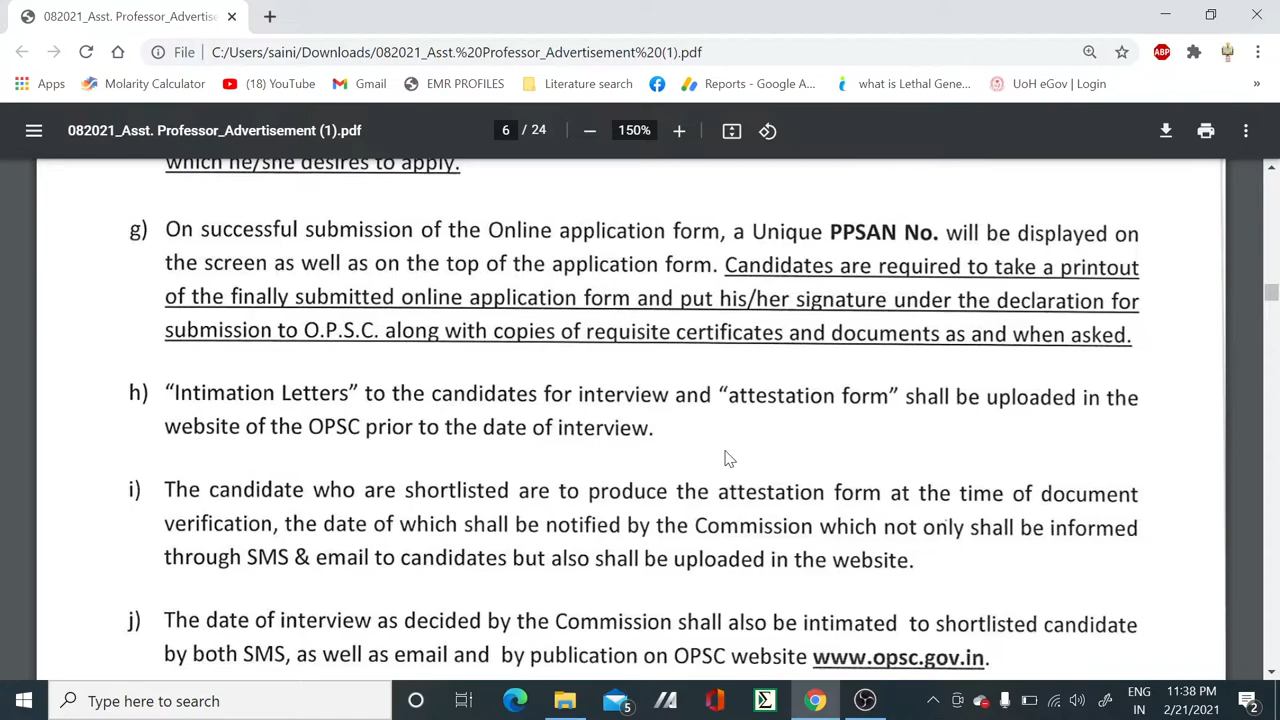 082021_Asst. Professor_Advertise
File C:/Users/saini/Downloads/082021_Asst.%20Professor_Advertisement%20(1).pdf
ABP
Apps Molarity Calculator (18) YouTube Gmail EMR PROFILES Literature search Reports - Google A... what is Lethal Gene... UoH eGov | Login »
082021_Asst. Professor_Advertisement (1).pdf 6 / 24 150%
which he/she desires to apply.
g) On successful submission of the Online application form, a Unique PPSAN No. will be displayed on
the screen as well as on the top of the application form. Candidates are required to take a printout
of the finally submitted online application form and put his/her signature under the declaration for
submission to O.P.S.C. along with copies of requisite certificates and documents as and when asked.
h) “Intimation Letters” to the candidates for interview and “attestation form” shall be uploaded in the
website of the OPSC prior to the date of interview.
i) The candidate who are shortlisted are to produce the attestation form at the time of document
verification, the date of which shall be notified by the Commission which not only shall be informed
through SMS & email to candidates but also shall be uploaded in the website.
j) The date of interview as decided by the Commission shall also be intimated to shortlisted candidate
by both SMS, as well as email and by publication on OPSC website www.opsc.gov.in.
Type here to search 5 ENG 11:38 PM
IN 2/21/2021 2